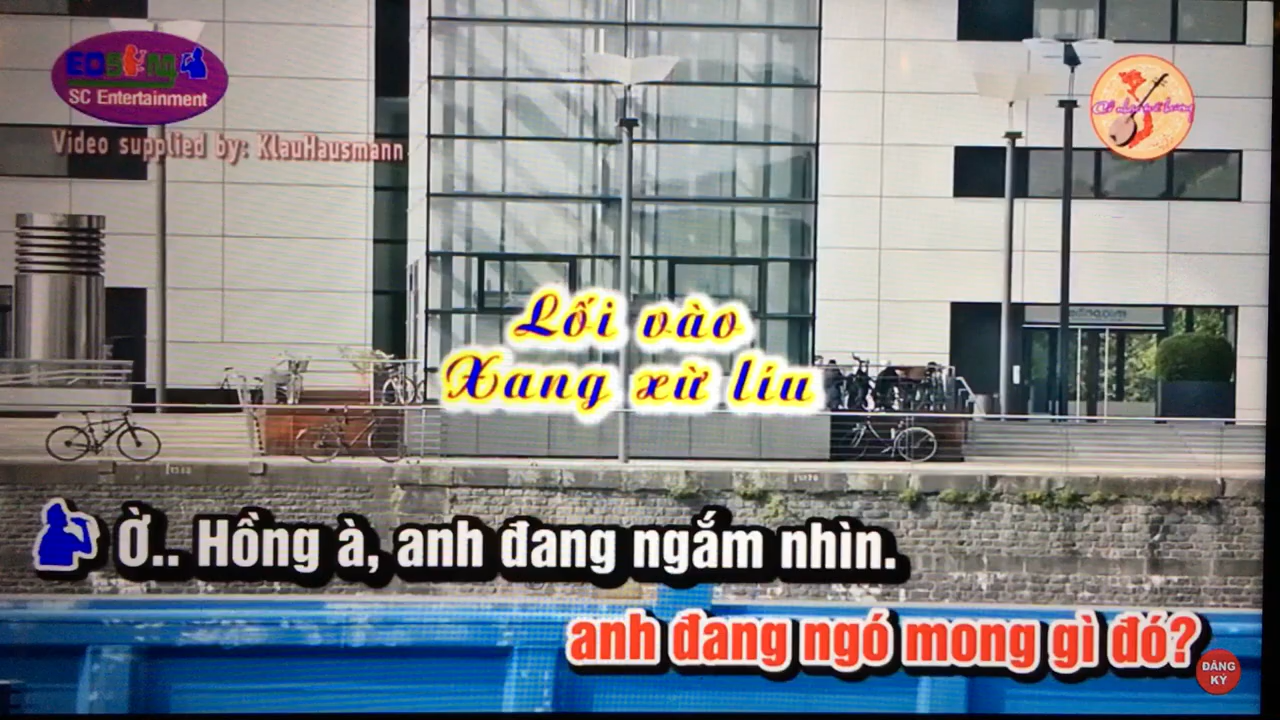 EDSING
SC Entertainment
Video supplied by: KlauHausmann
Lối vào
Xang xừ líu
Ờ.. Hồng à, anh đang ngắm nhìn.
anh đang ngó mong gì đó?
ĐĂNG
KÝ